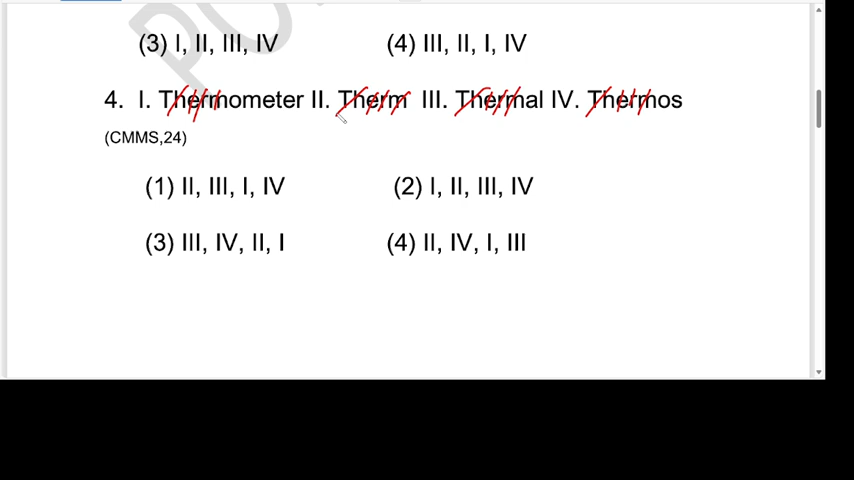 (3) I, II, III, IV (4) III, II, I, IV
4. I. Thermometer II. Therm III. Thermal IV. Thermos
(CMMS,24)
(1) II, III, I, IV (2) I, II, III, IV
(3) III, IV, II, I (4) II, IV, I, III